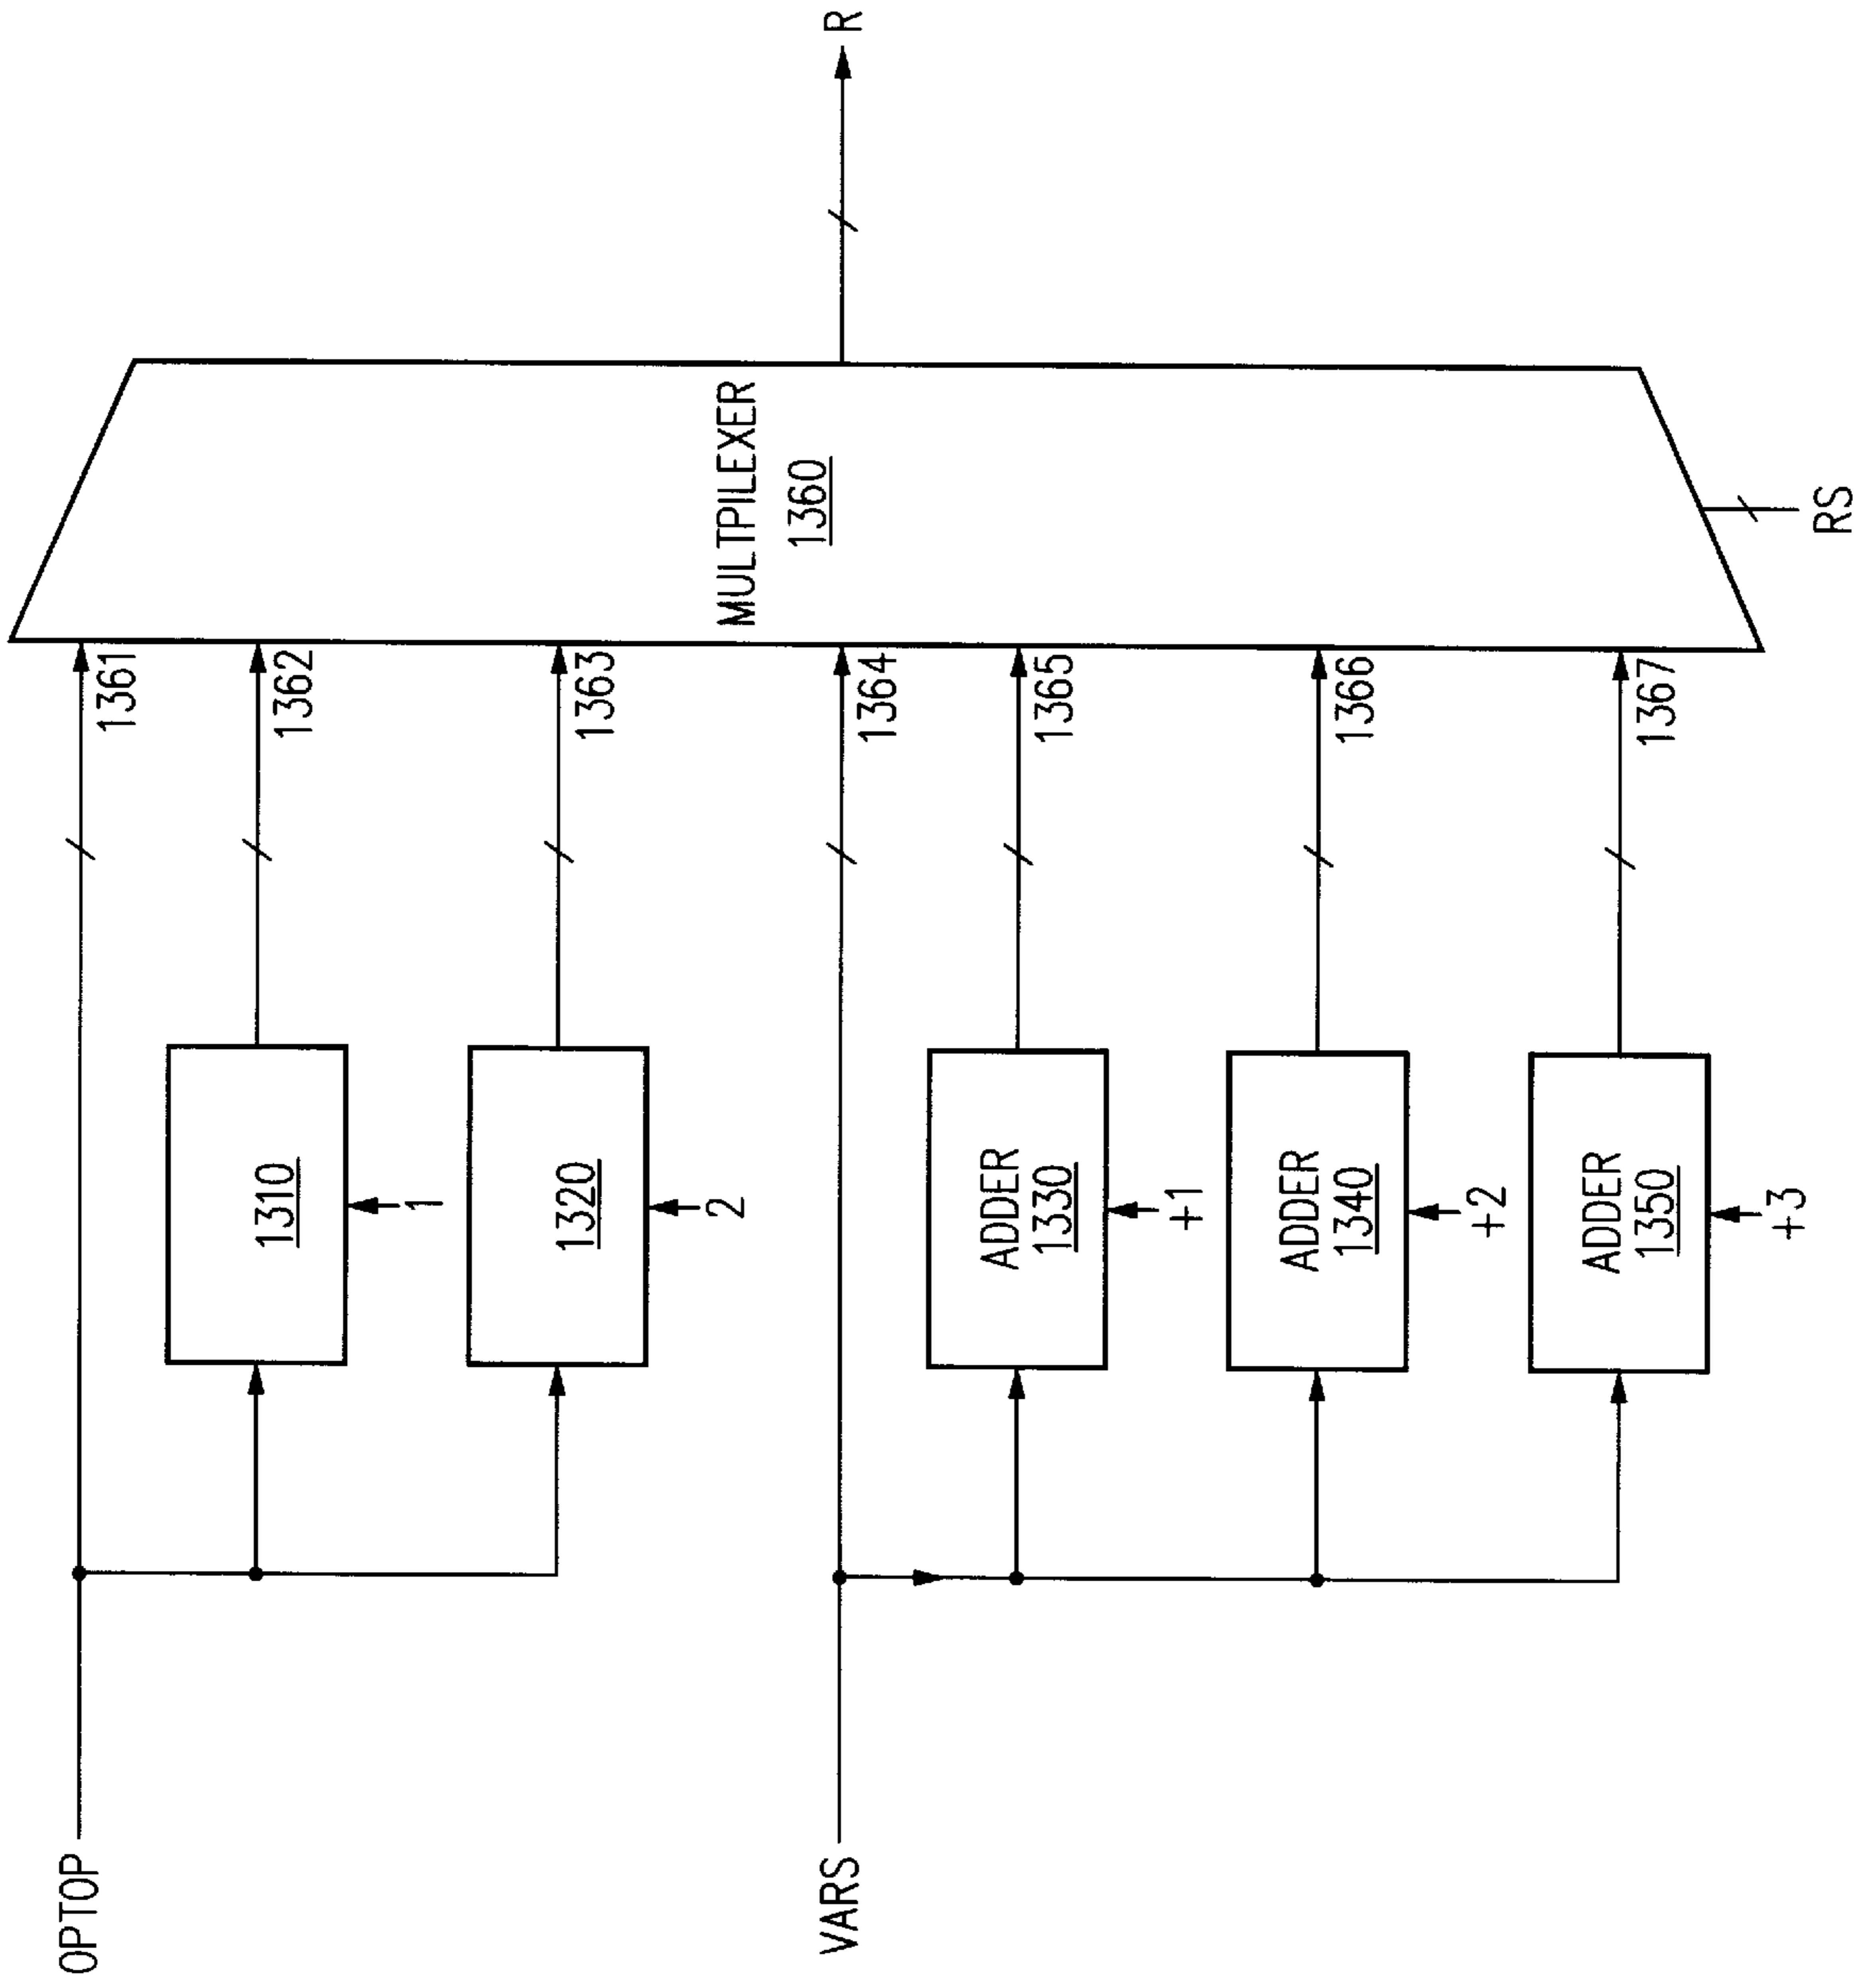 OPTOP
1361
1310
1
1362
1320
2
1363
VARS
1364
MULTPILEXER
1360
R
ADDER
1330
+1
1365
ADDER
1340
+2
1366
ADDER
1350
+3
1367
RS